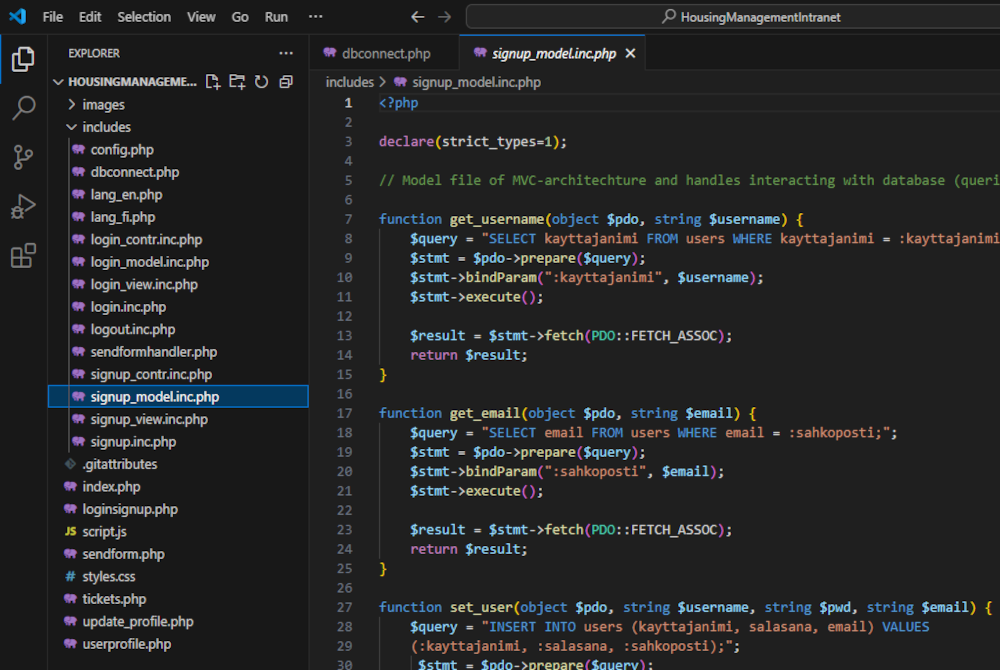 File Edit Selection View Go Run ··· HousingManagementIntranet
EXPLORER ···
HOUSINGMANAGEME...
images
includes
config.php
dbconnect.php
lang_en.php
lang_fi.php
login_contr.inc.php
login_model.inc.php
login_view.inc.php
login.inc.php
logout.inc.php
sendformhandler.php
signup_contr.inc.php
signup_model.inc.php
signup_view.inc.php
signup.inc.php
.gitattributes
index.php
loginsignup.php
JS script.js
sendform.php
# styles.css
tickets.php
update_profile.php
userprofile.php
dbconnect.php signup_model.inc.php
includes > signup_model.inc.php
1 <?php
2
3 declare(strict_types=1);
4
5 // Model file of MVC-architechture and handles interacting with database (queri
6
7 function get_username(object $pdo, string $username) {
8 $query = "SELECT kayttajanimi FROM users WHERE kayttajanimi = :kayttajanimi
9 $stmt = $pdo->prepare($query);
10 $stmt->bindParam(":kayttajanimi", $username);
11 $stmt->execute();
12
13 $result = $stmt->fetch(PDO::FETCH_ASSOC);
14 return $result;
15 }
16
17 function get_email(object $pdo, string $email) {
18 $query = "SELECT email FROM users WHERE email = :sahkoposti;";
19 $stmt = $pdo->prepare($query);
20 $stmt->bindParam(":sahkoposti", $email);
21 $stmt->execute();
22
23 $result = $stmt->fetch(PDO::FETCH_ASSOC);
24 return $result;
25 }
26
27 function set_user(object $pdo, string $username, string $pwd, string $email) {
28 $query = "INSERT INTO users (kayttajanimi, salasana, email) VALUES
29 (:kayttajanimi, :salasana, :sahkoposti);";
30 $stmt = $pdo->prepare($query);